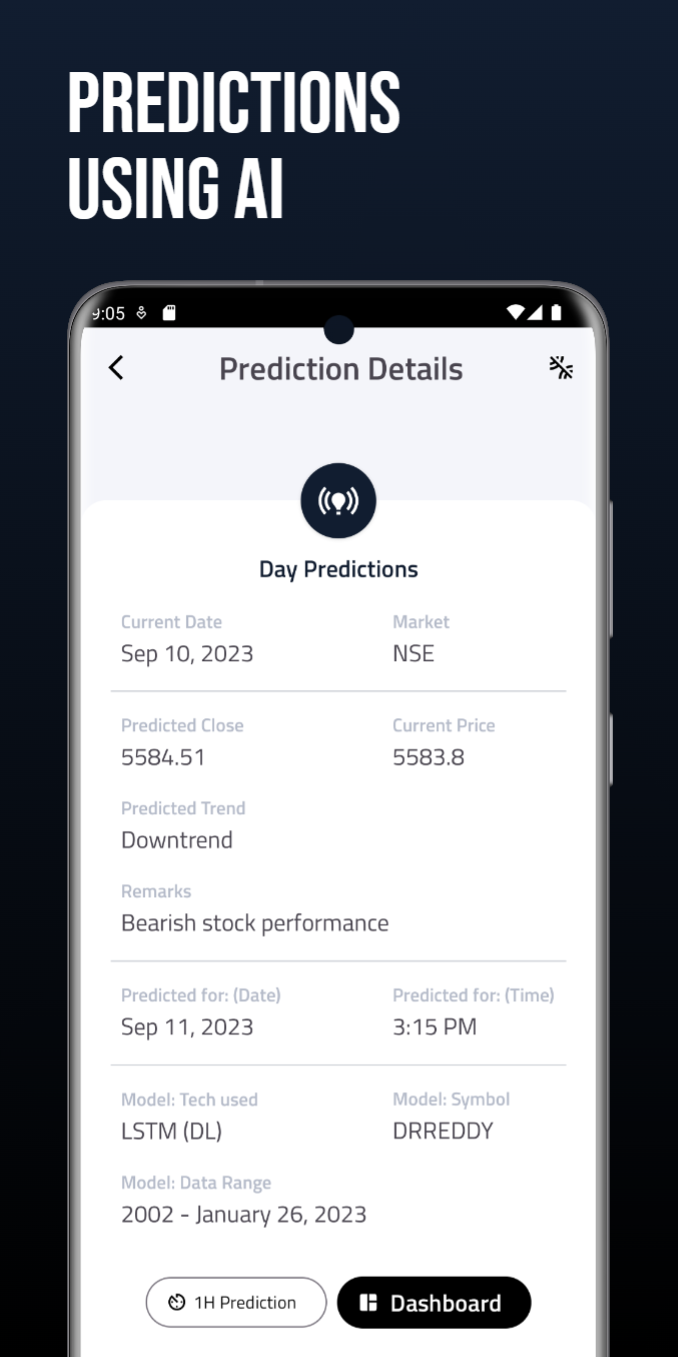 PREDICTIONS
USING AI
9:05
Prediction Details
Day Predictions
Current Date Market
Sep 10, 2023 NSE
Predicted Close Current Price
5584.51 5583.8
Predicted Trend
Downtrend
Remarks
Bearish stock performance
Predicted for: (Date) Predicted for: (Time)
Sep 11, 2023 3:15 PM
Model: Tech used Model: Symbol
LSTM (DL) DRREDDY
Model: Data Range
2002 - January 26, 2023
1H Prediction Dashboard